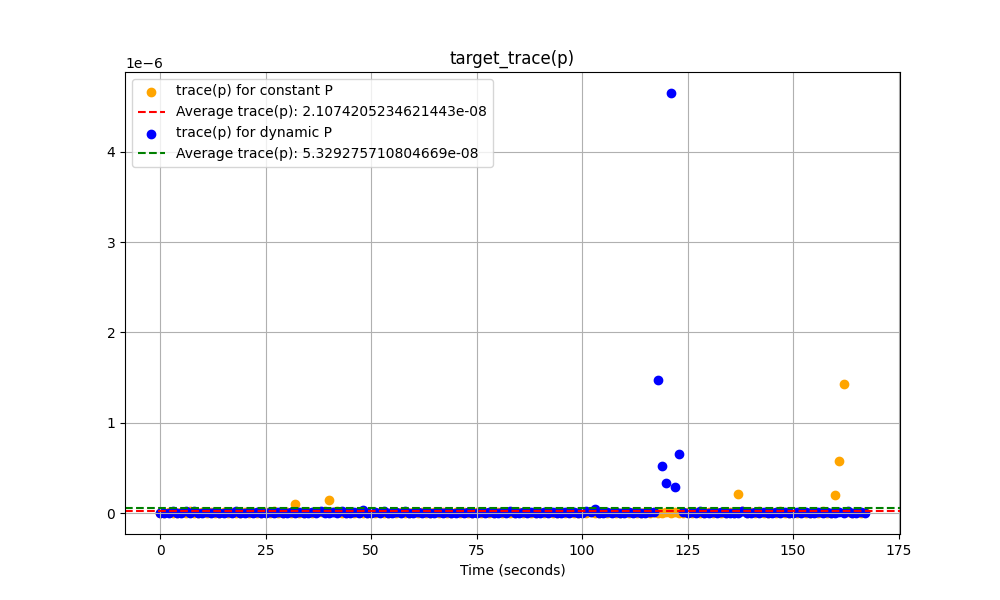 target_trace(p)
1e−6
trace(p) for constant P
Average trace(p): 2.1074205234621443e-08
trace(p) for dynamic P
Average trace(p): 5.329275710804669e-08
4
3
2
1
0
0 25 50 75 100 125 150 175
Time (seconds)